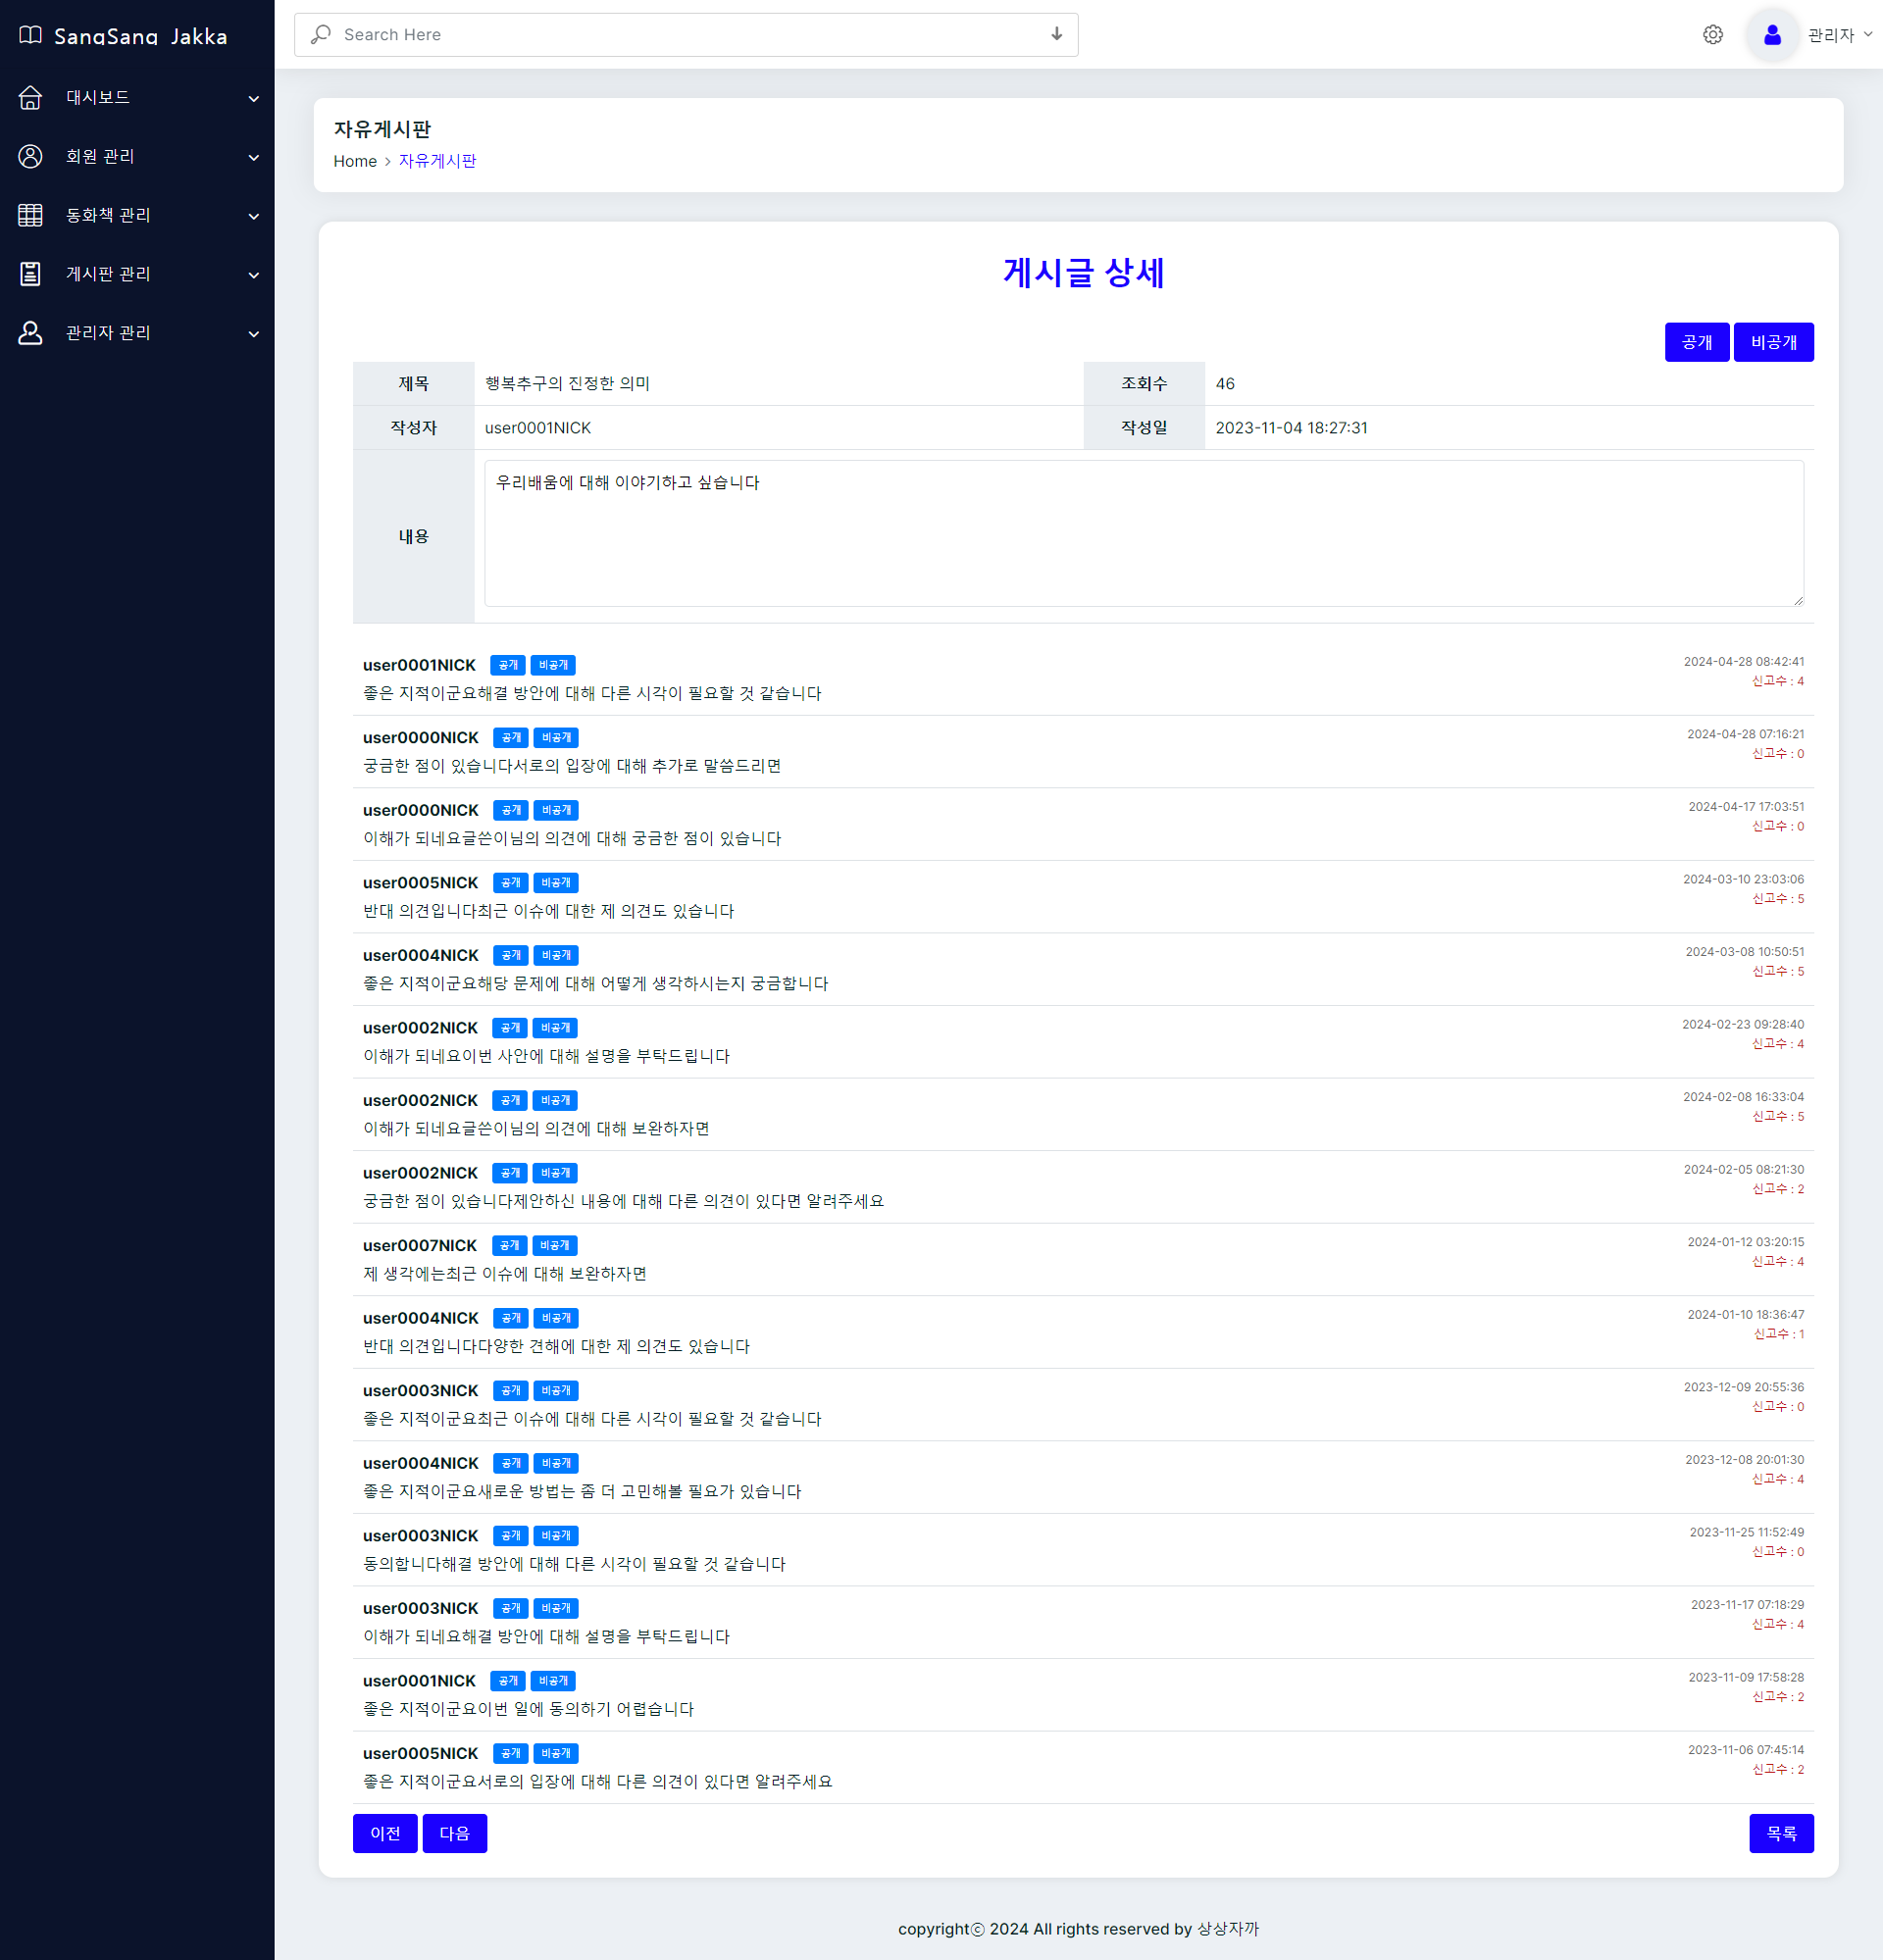 SangSang Jakka
Search Here
관리자
대시보드
회원 관리
동화책 관리
게시판 관리
관리자 관리
자유게시판
Home > 자유게시판
게시글 상세
공개 비공개
제목 행복추구의 진정한 의미 조회수 46
작성자 user0001NICK 작성일 2023-11-04 18:27:31
내용 우리배움에 대해 이야기하고 싶습니다
user0001NICK 공개 비공개 2024-04-28 08:42:41
신고수 : 4
좋은 지적이군요해결 방안에 대해 다른 시각이 필요할 것 같습니다
user0000NICK 공개 비공개 2024-04-28 07:16:21
신고수 : 0
궁금한 점이 있습니다서로의 입장에 대해 추가로 말씀드리면
user0000NICK 공개 비공개 2024-04-17 17:03:51
신고수 : 0
이해가 되네요글쓴이님의 의견에 대해 궁금한 점이 있습니다
user0005NICK 공개 비공개 2024-03-10 23:03:06
신고수 : 5
반대 의견입니다최근 이슈에 대한 제 의견도 있습니다
user0004NICK 공개 비공개 2024-03-08 10:50:51
신고수 : 5
좋은 지적이군요해당 문제에 대해 어떻게 생각하시는지 궁금합니다
user0002NICK 공개 비공개 2024-02-23 09:28:40
신고수 : 4
이해가 되네요이번 사안에 대해 설명을 부탁드립니다
user0002NICK 공개 비공개 2024-02-08 16:33:04
신고수 : 5
이해가 되네요글쓴이님의 의견에 대해 보완하자면
user0002NICK 공개 비공개 2024-02-05 08:21:30
신고수 : 2
궁금한 점이 있습니다제안하신 내용에 대해 다른 의견이 있다면 알려주세요
user0007NICK 공개 비공개 2024-01-12 03:20:15
신고수 : 4
제 생각에는최근 이슈에 대해 보완하자면
user0004NICK 공개 비공개 2024-01-10 18:36:47
신고수 : 1
반대 의견입니다다양한 견해에 대한 제 의견도 있습니다
user0003NICK 공개 비공개 2023-12-09 20:55:36
신고수 : 0
좋은 지적이군요최근 이슈에 대해 다른 시각이 필요할 것 같습니다
user0004NICK 공개 비공개 2023-12-08 20:01:30
신고수 : 4
좋은 지적이군요새로운 방법는 좀 더 고민해볼 필요가 있습니다
user0003NICK 공개 비공개 2023-11-25 11:52:49
신고수 : 0
동의합니다해결 방안에 대해 다른 시각이 필요할 것 같습니다
user0003NICK 공개 비공개 2023-11-17 07:18:29
신고수 : 4
이해가 되네요해결 방안에 대해 설명을 부탁드립니다
user0001NICK 공개 비공개 2023-11-09 17:58:28
신고수 : 2
좋은 지적이군요이번 일에 동의하기 어렵습니다
user0005NICK 공개 비공개 2023-11-06 07:45:14
신고수 : 2
좋은 지적이군요서로의 입장에 대해 다른 의견이 있다면 알려주세요
이전 다음 목록
copyrightⓒ 2024 All rights reserved by 상상자까